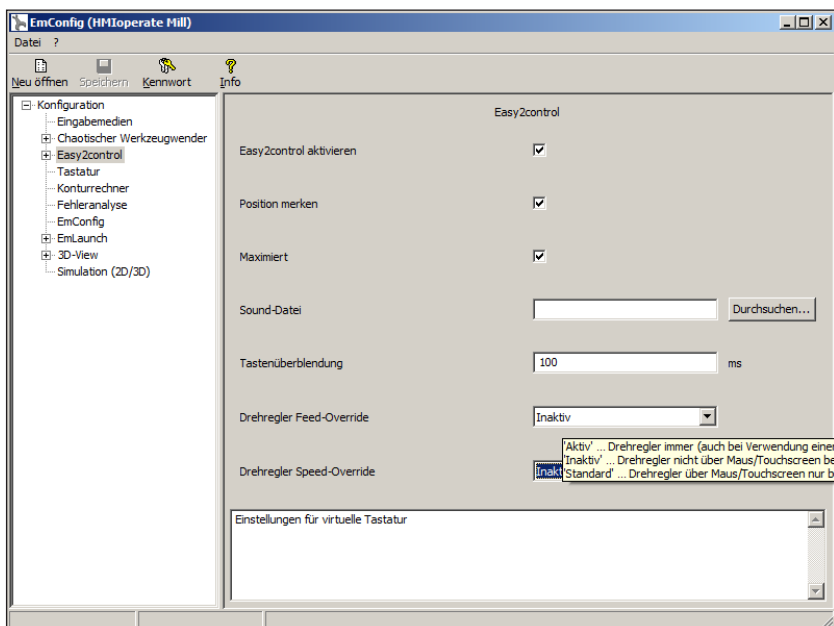 EmConfig (HMIoperate Mill)
Datei ?
Neu öffnen Speichern Kennwort Info
Konfiguration
Eingabemedien
Chaotischer Werkzeugwender
Easy2control
Tastatur
Konturrechner
Fehleranalyse
EmConfig
EmLaunch
3D-View
Simulation (2D/3D)
Easy2control
Easy2control aktivieren
Position merken
Maximiert
Sound-Datei Durchsuchen...
Tastenüberblendung 100 ms
Drehregler Feed-Override Inaktiv
'Aktiv' ... Drehregler immer (auch bei Verwendung einer
'Inaktiv' ... Drehregler nicht über Maus/Touchscreen be
'Standard' ... Drehregler über Maus/Touchscreen nur b
Drehregler Speed-Override Inakt
Einstellungen für virtuelle Tastatur